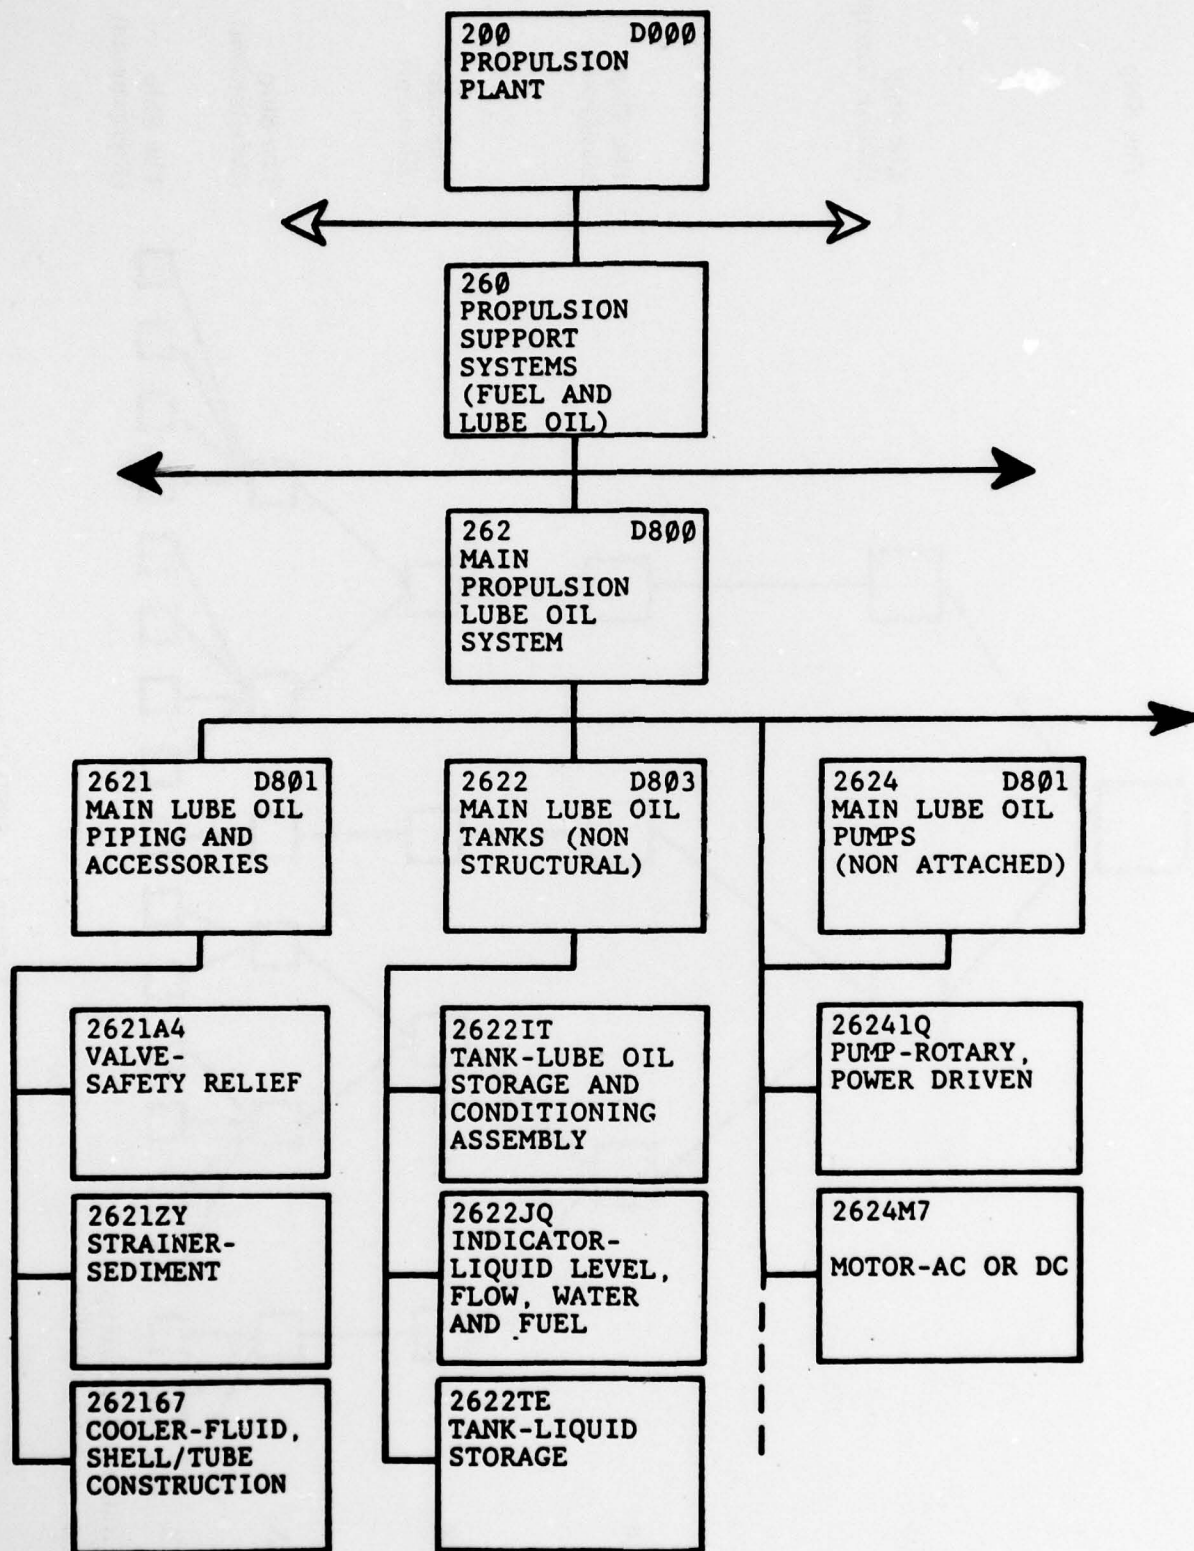 200 D000
PROPULSION
PLANT
260
PROPULSION
SUPPORT
SYSTEMS
(FUEL AND
LUBE OIL)
262 D800
MAIN
PROPULSION
LUBE OIL
SYSTEM
2621 D801
MAIN LUBE OIL
PIPING AND
ACCESSORIES
2622 D803
MAIN LUBE OIL
TANKS (NON
STRUCTURAL)
2624 D801
MAIN LUBE OIL
PUMPS
(NON ATTACHED)
2621A4
VALVE-
SAFETY RELIEF
2621ZY
STRAINER-
SEDIMENT
262167
COOLER-FLUID,
SHELL/TUBE
CONSTRUCTION
2622IT
TANK-LUBE OIL
STORAGE AND
CONDITIONING
ASSEMBLY
2622JQ
INDICATOR-
LIQUID LEVEL,
FLOW, WATER
AND FUEL
2622TE
TANK-LIQUID
STORAGE
26241Q
PUMP-ROTARY,
POWER DRIVEN
2624M7
MOTOR-AC OR DC